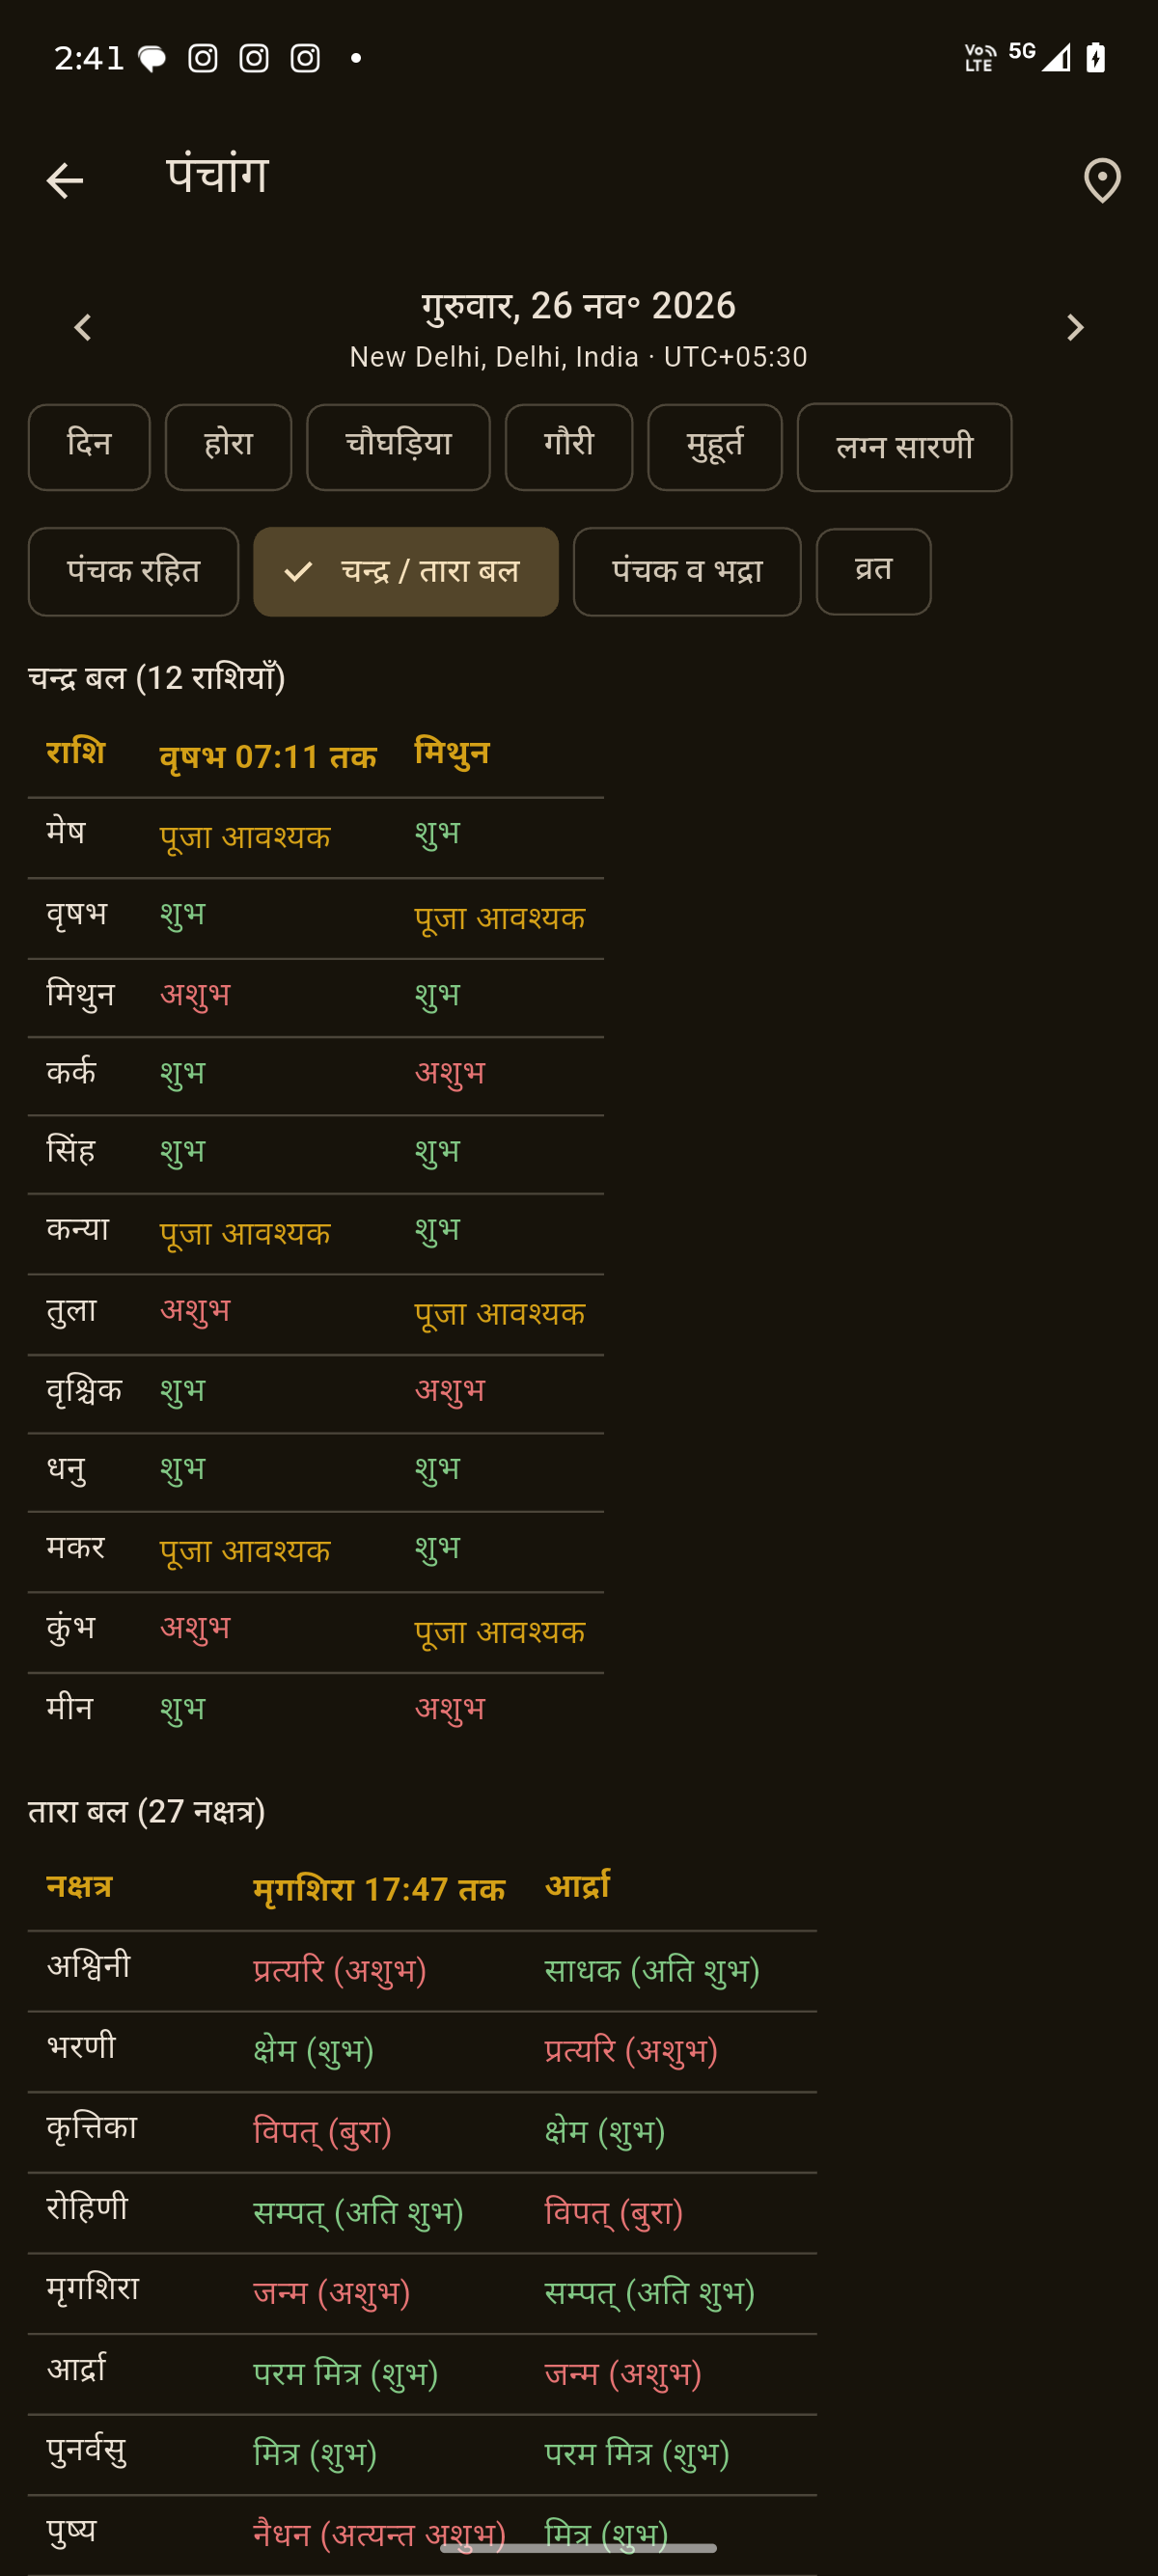 2:41
VoLTE 5G
पंचांग
गुरुवार, 26 नव॰ 2026
New Delhi, Delhi, India · UTC+05:30
दिन होरा चौघड़िया गौरी मुहूर्त लग्न सारणी
पंचक रहित चन्द्र / तारा बल पंचक व भद्रा व्रत
चन्द्र बल (12 राशियाँ)
राशि वृषभ 07:11 तक मिथुन
मेष पूजा आवश्यक शुभ
वृषभ शुभ पूजा आवश्यक
मिथुन अशुभ शुभ
कर्क शुभ अशुभ
सिंह शुभ शुभ
कन्या पूजा आवश्यक शुभ
तुला अशुभ पूजा आवश्यक
वृश्चिक शुभ अशुभ
धनु शुभ शुभ
मकर पूजा आवश्यक शुभ
कुंभ अशुभ पूजा आवश्यक
मीन शुभ अशुभ
तारा बल (27 नक्षत्र)
नक्षत्र मृगशिरा 17:47 तक आर्द्रा
अश्विनी प्रत्यरि (अशुभ) साधक (अति शुभ)
भरणी क्षेम (शुभ) प्रत्यरि (अशुभ)
कृत्तिका विपत् (बुरा) क्षेम (शुभ)
रोहिणी सम्पत् (अति शुभ) विपत् (बुरा)
मृगशिरा जन्म (अशुभ) सम्पत् (अति शुभ)
आर्द्रा परम मित्र (शुभ) जन्म (अशुभ)
पुनर्वसु मित्र (शुभ) परम मित्र (शुभ)
पुष्य नैधन (अत्यन्त अशुभ) मित्र (शुभ)